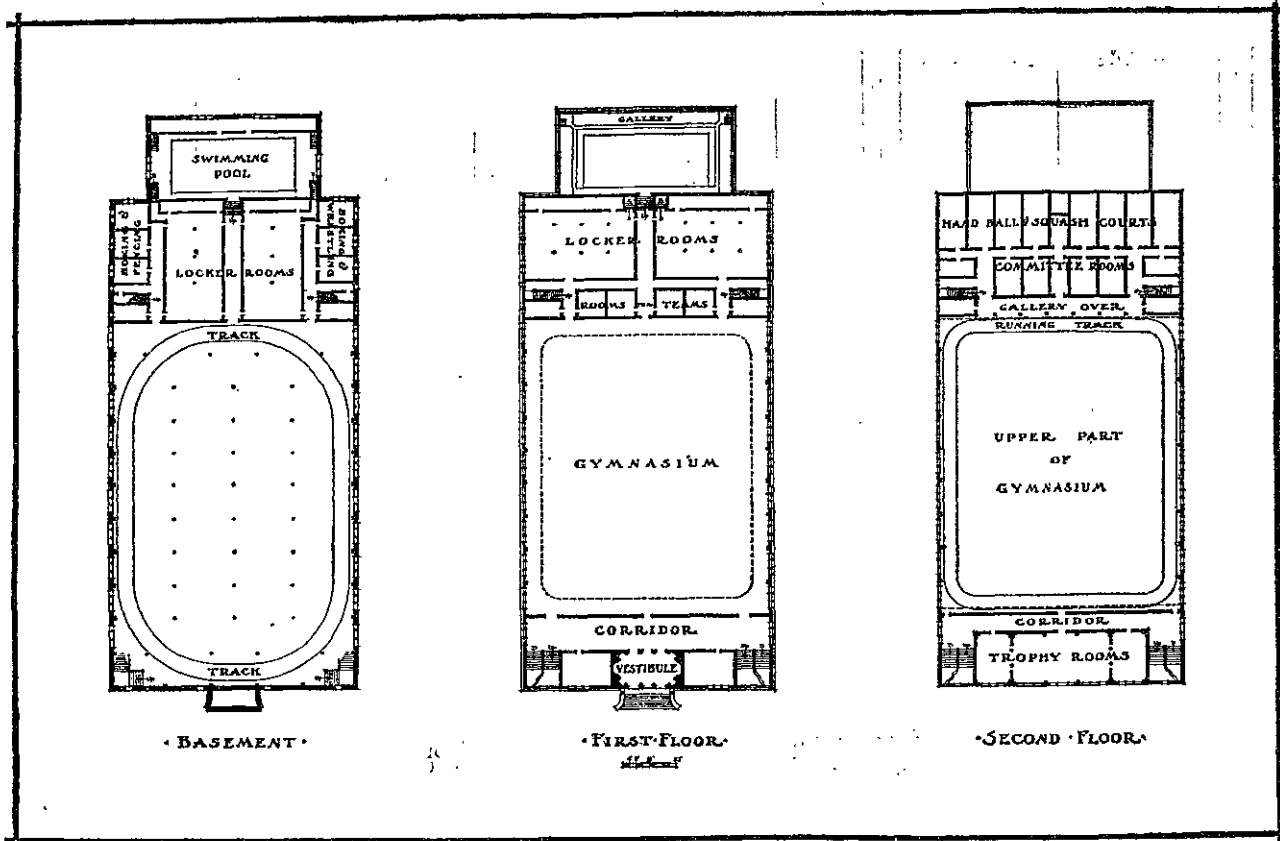 SWIMMING
POOL
BOXING &
FENCING
LOCKER ROOMS
BOXING &
WRESTLING
TRACK
TRACK
· BASEMENT ·
GALLERY
LOCKER ROOMS
ROOMS TEAMS
GYMNASIUM
CORRIDOR
VESTIBULE
· FIRST · FLOOR ·
HAND BALL & SQUASH COURTS
COMMITTEE ROOMS
GALLERY OVER
RUNNING TRACK
UPPER PART
OF
GYMNASIUM
CORRIDOR
TROPHY ROOMS
· SECOND · FLOOR ·